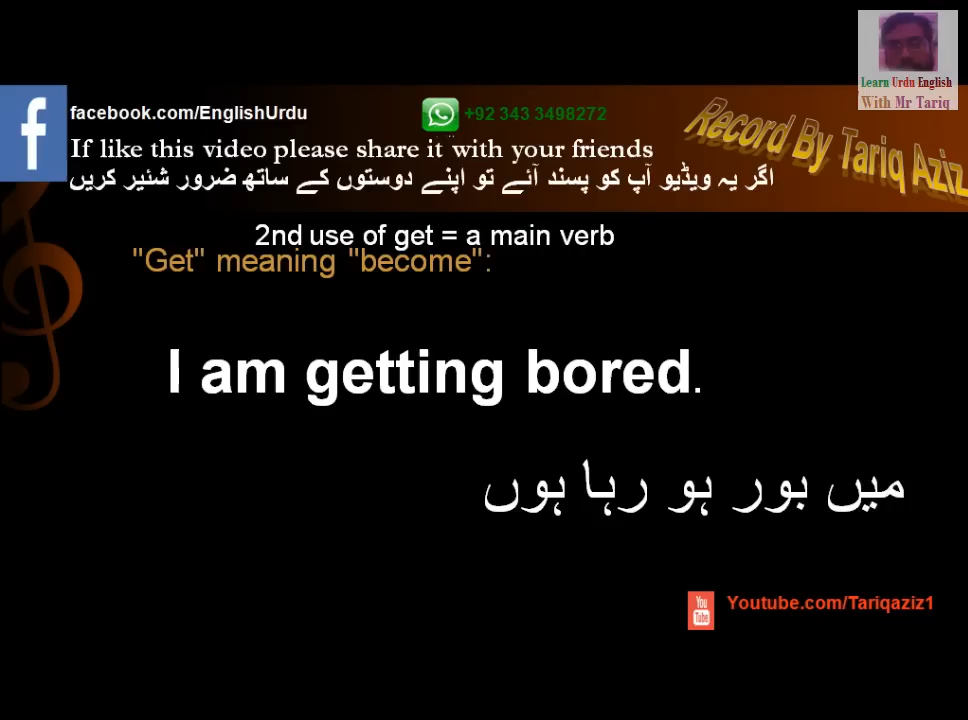 Learn Urdu English
With Mr Tariq
facebook.com/EnglishUrdu
+92 343 3498272
Record By Tariq Aziz
If like this video please share it with your friends
اگر یہ ویڈیو آپ کو پسند آئے تو اپنے دوستوں کے ساتھ ضرور شئیر کریں
2nd use of get = a main verb
"Get" meaning "become":
I am getting bored.
میں بور ہو رہا ہوں
You Tube
Youtube.com/Tariqaziz1